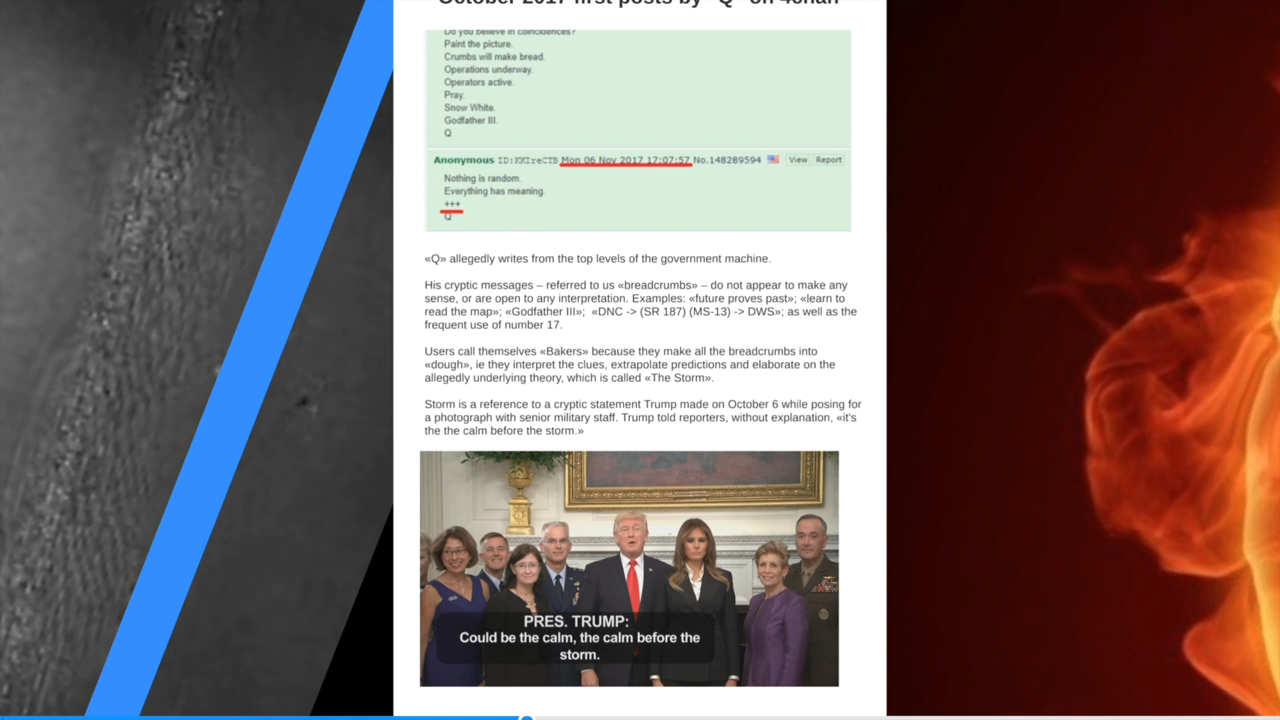 October 2017 first posts by "Q" on 4chan
Do you believe in coincidences?
Paint the picture.
Crumbs will make bread.
Operations underway.
Operators active.
Pray.
Snow White.
Godfather III.
Q
Anonymous ID:KKIreCTB Mon 06 Nov 2017 17:07:57 No.148289594 View Report
Nothing is random.
Everything has meaning.
+++
Q
«Q» allegedly writes from the top levels of the government machine.
His cryptic messages – referred to us «breadcrumbs» – do not appear to make any
sense, or are open to any interpretation. Examples: «future proves past»; «learn to
read the map»; «Godfather III»; «DNC -> (SR 187) (MS-13) -> DWS»; as well as the
frequent use of number 17.
Users call themselves «Bakers» because they make all the breadcrumbs into
«dough», ie they interpret the clues, extrapolate predictions and elaborate on the
allegedly underlying theory, which is called «The Storm».
Storm is a reference to a cryptic statement Trump made on October 6 while posing for
a photograph with senior military staff. Trump told reporters, without explanation, «it's
the the calm before the storm.»
PRES. TRUMP:
Could be the calm, the calm before the
storm.